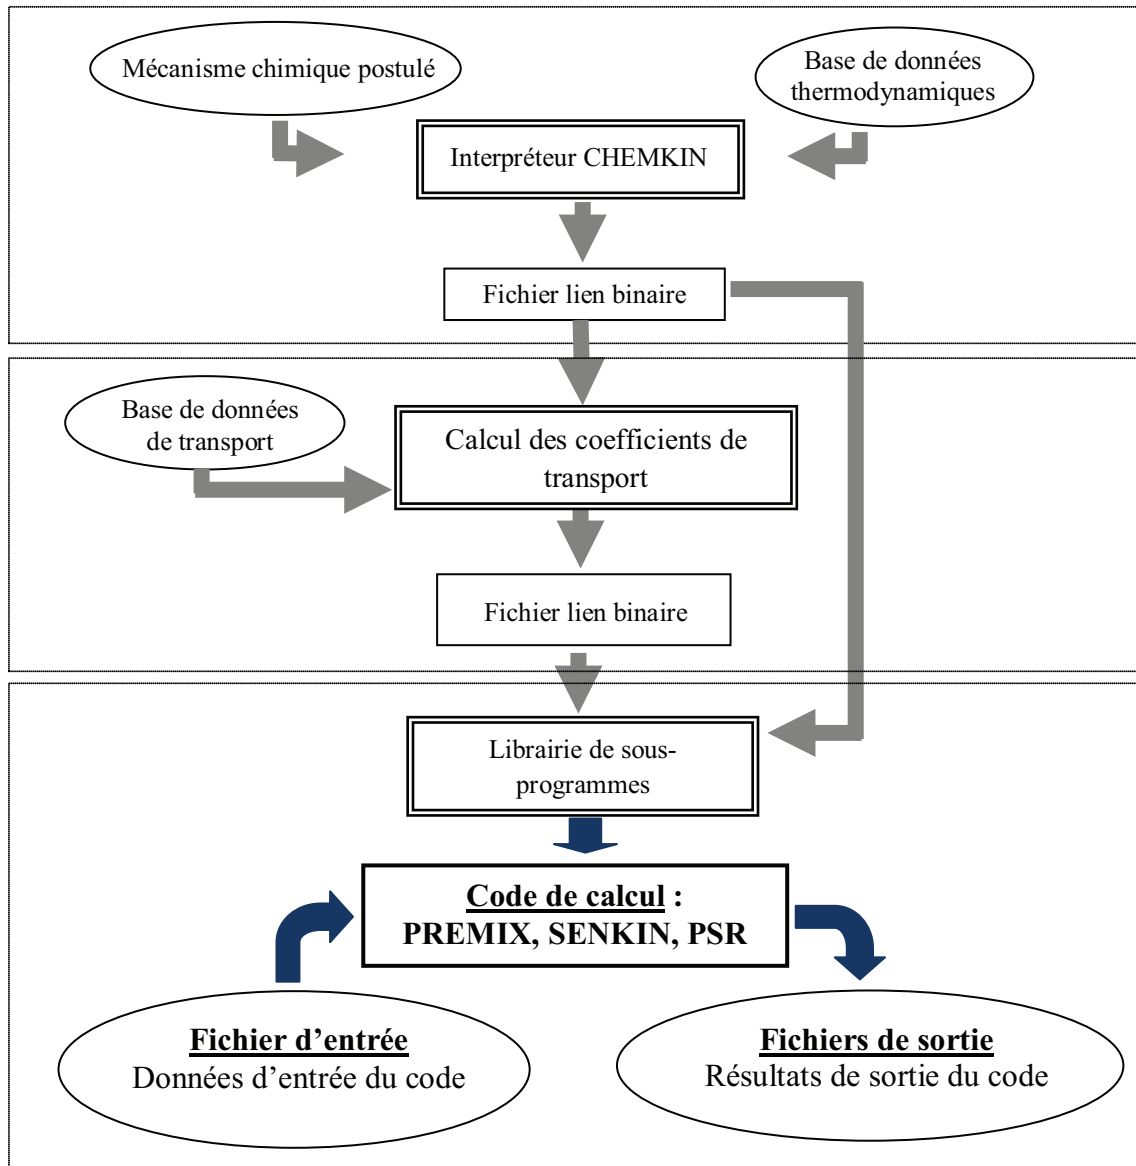 Mécanisme chimique postulé
Base de données
thermodynamiques
Interpréteur CHEMKIN
Fichier lien binaire
Base de données
de transport
Calcul des coefficients de
transport
Fichier lien binaire
Librairie de sous-
programmes
Code de calcul :
PREMIX, SENKIN, PSR
Fichier d’entrée
Données d’entrée du code
Fichiers de sortie
Résultats de sortie du code